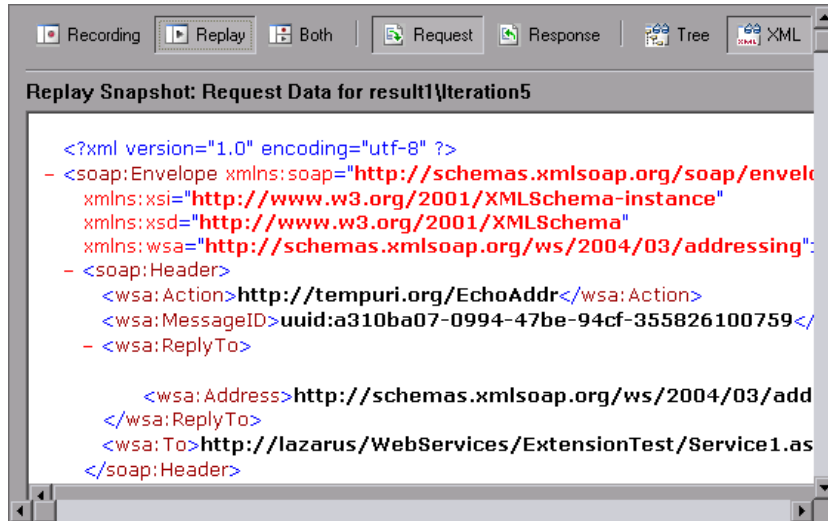 Recording Replay Both Request Response Tree XML
Replay Snapshot: Request Data for result1\Iteration5
<?xml version="1.0" encoding="utf-8" ?>
– <soap:Envelope xmlns:soap="http://schemas.xmlsoap.org/soap/envelo
xmlns:xsi="http://www.w3.org/2001/XMLSchema-instance"
xmlns:xsd="http://www.w3.org/2001/XMLSchema"
xmlns:wsa="http://schemas.xmlsoap.org/ws/2004/03/addressing":
– <soap:Header>
<wsa:Action>http://tempuri.org/EchoAddr</wsa:Action>
<wsa:MessageID>uuid:a310ba07-0994-47be-94cf-355826100759</
– <wsa:ReplyTo>
<wsa:Address>http://schemas.xmlsoap.org/ws/2004/03/add
</wsa:ReplyTo>
<wsa:To>http://lazarus/WebServices/ExtensionTest/Service1.as
</soap:Header>